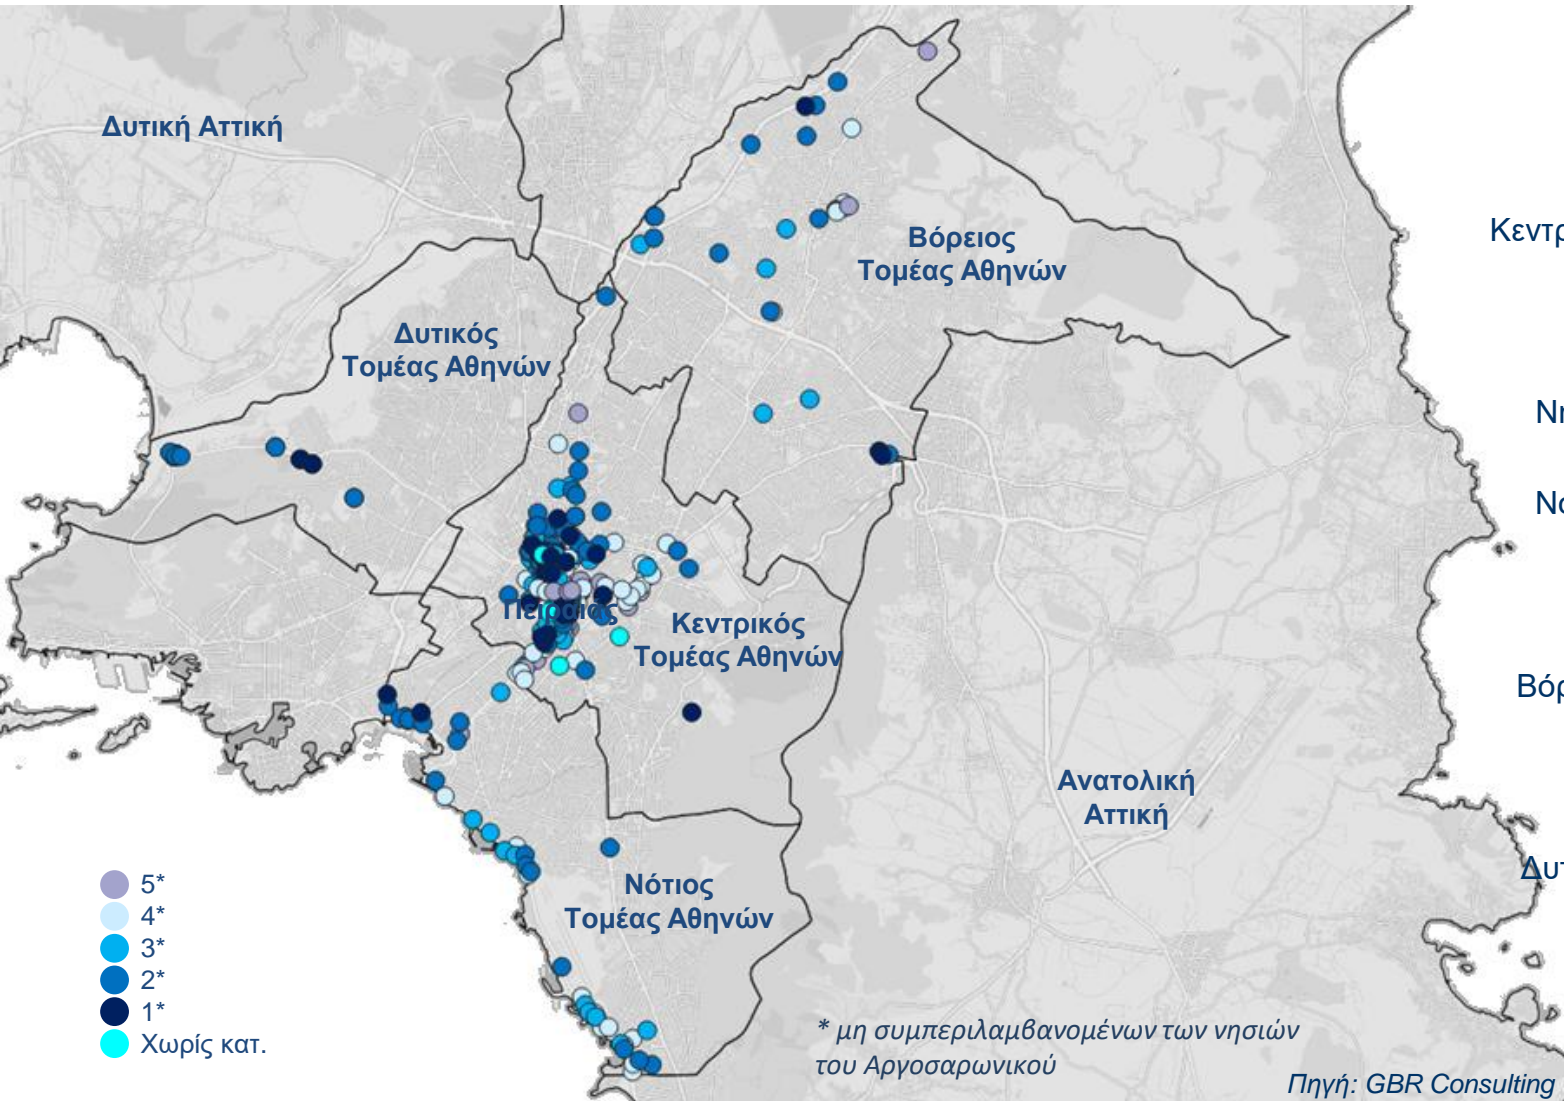 Δυτική Αττική
Βόρειος
Τομέας Αθηνών
Δυτικός
Τομέας Αθηνών
Πειραιάς
Κεντρικός
Τομέας Αθηνών
Ανατολική
Αττική
Νότιος
Τομέας Αθηνών
5*
4*
3*
2*
1*
Χωρίς κατ.
* μη συμπεριλαμβανομένων των νησιών
του Αργοσαρωνικού
Πηγή: GBR Consulting